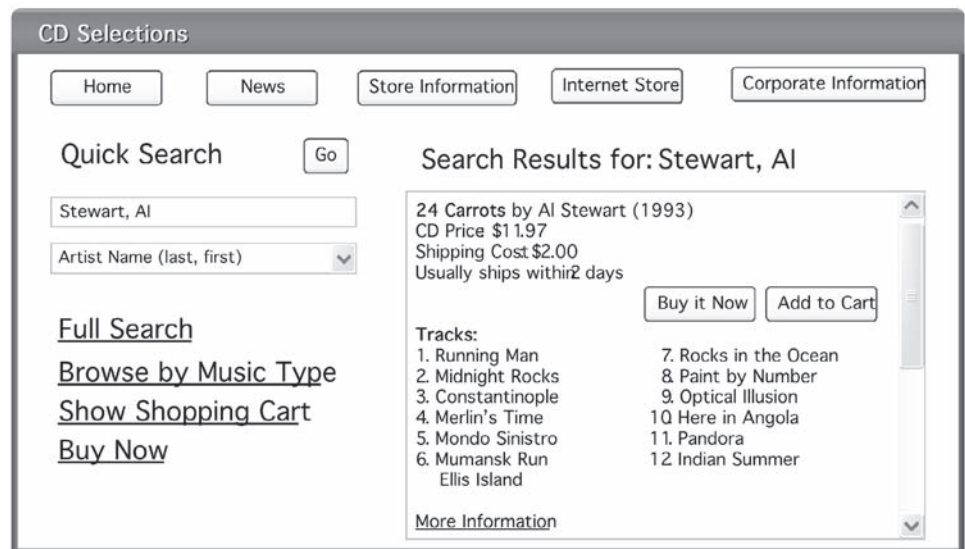 CD Selections
Home News Store Information Internet Store Corporate Information
Quick Search Go
Stewart, Al
Artist Name (last, first)
Full Search
Browse by Music Type
Show Shopping Cart
Buy Now
Search Results for: Stewart, Al
24 Carrots by Al Stewart (1993)
CD Price $11.97
Shipping Cost $2.00
Usually ships within 2 days
Buy it Now Add to Cart
Tracks:
1. Running Man
2. Midnight Rocks
3. Constantinople
4. Merlin's Time
5. Mondo Sinistro
6. Mumansk Run
Ellis Island
7. Rocks in the Ocean
8. Paint by Number
9. Optical Illusion
10. Here in Angola
11. Pandora
12 Indian Summer
More Information